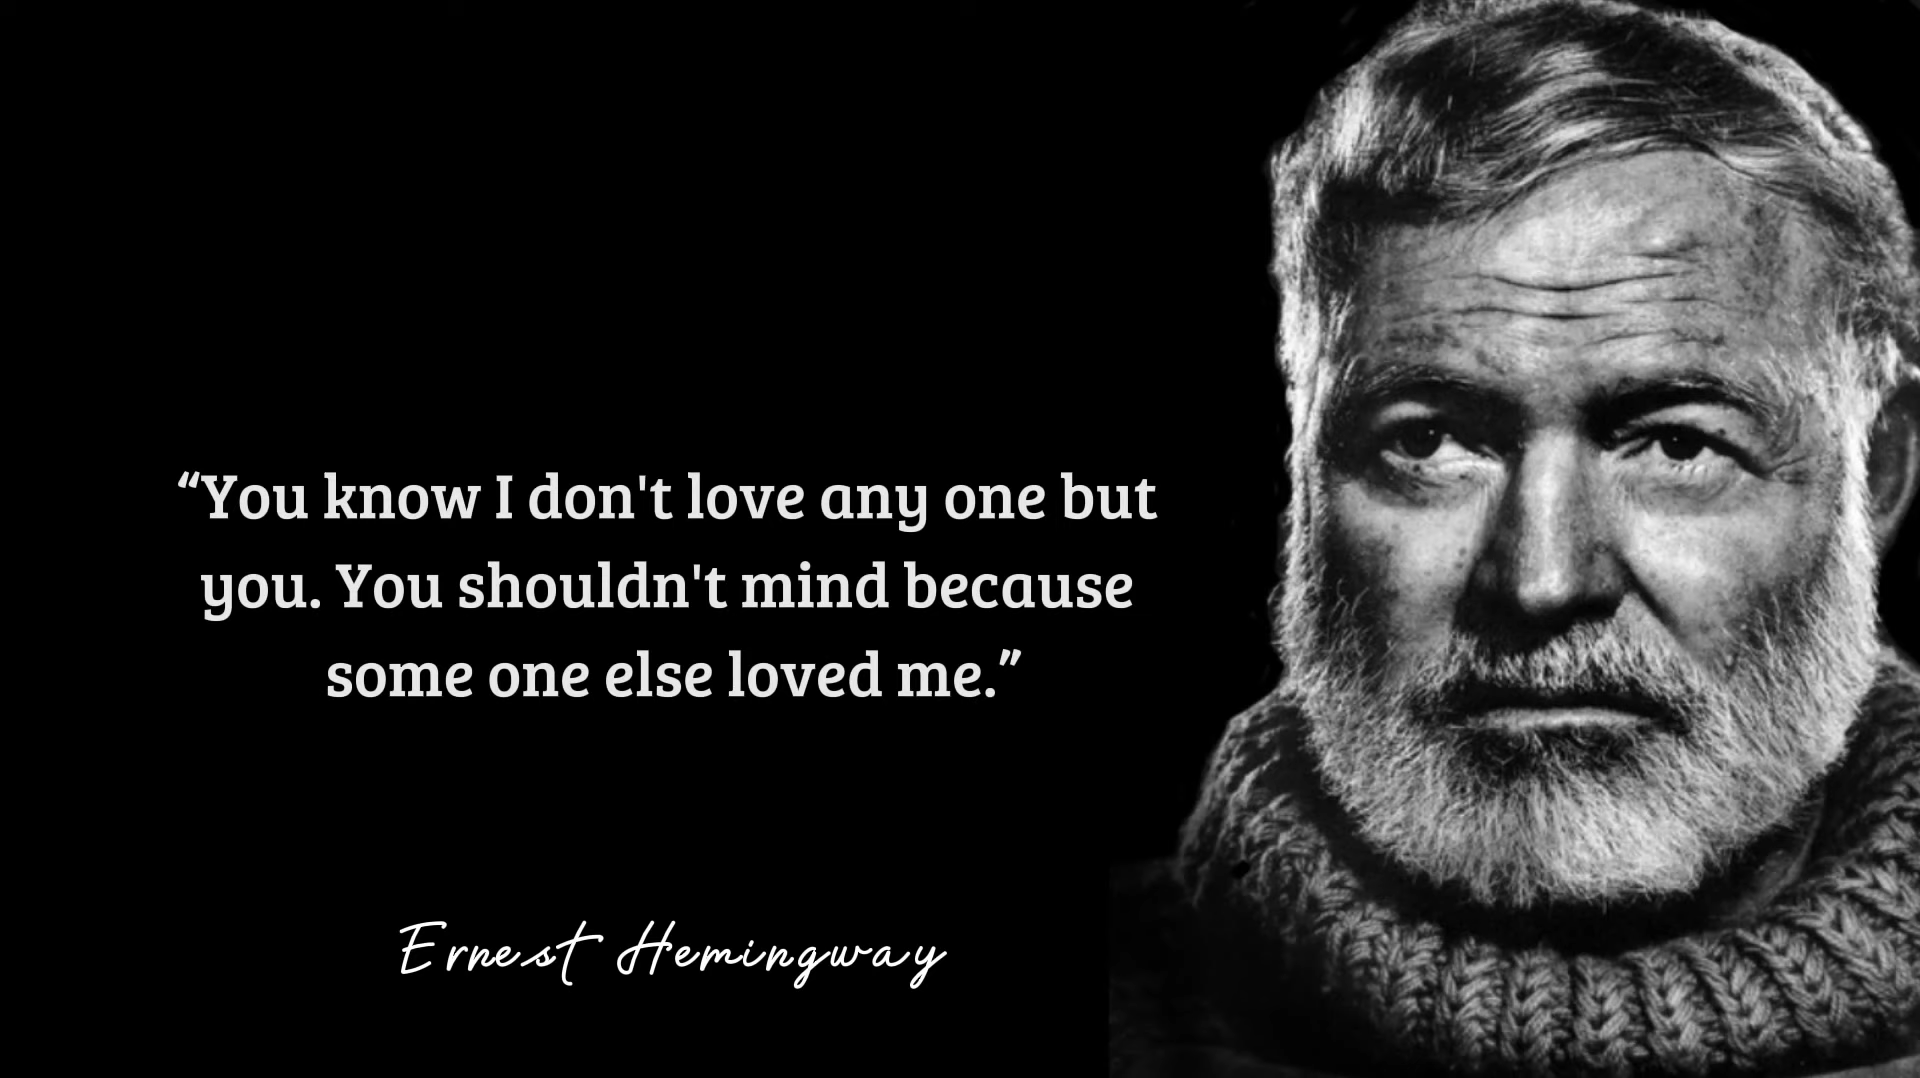 “You know I don't love any one but
you. You shouldn't mind because
some one else loved me.”
Ernest Hemingway